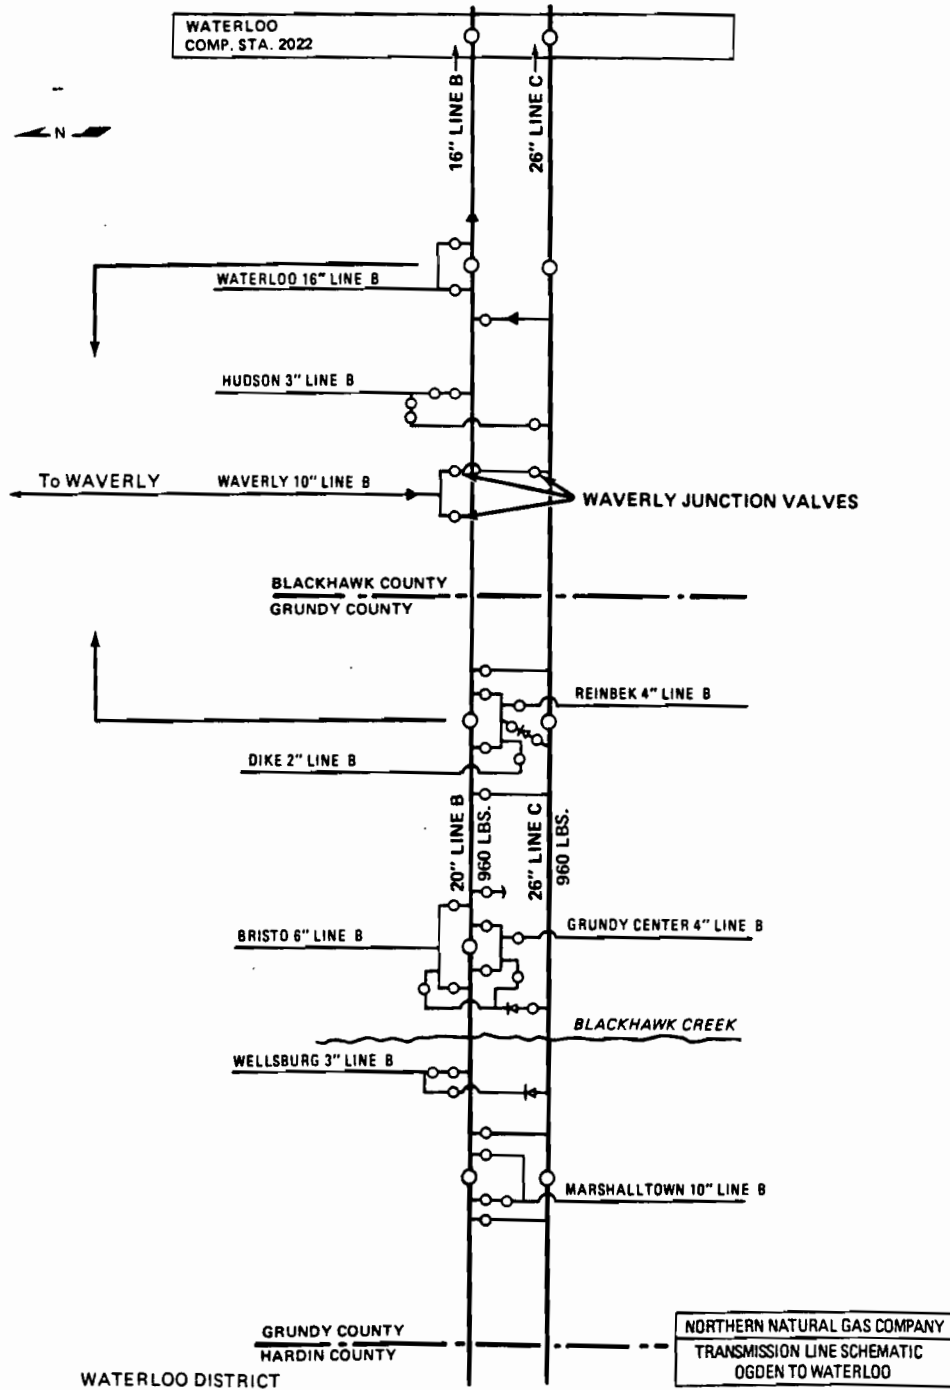 WATERLOO
COMP. STA. 2022
16" LINE B
26" LINE C
N
WATERLOO 16" LINE B
HUDSON 3" LINE B
To WAVERLY
WAVERLY 10" LINE B
WAVERLY JUNCTION VALVES
BLACKHAWK COUNTY
GRUNDY COUNTY
REINBEK 4" LINE B
DIKE 2" LINE B
20" LINE B
960 LBS.
26" LINE C
960 LBS.
BRISTO 6" LINE B
GRUNDY CENTER 4" LINE B
BLACKHAWK CREEK
WELLSBURG 3" LINE B
MARSHALLTOWN 10" LINE B
GRUNDY COUNTY
HARDIN COUNTY
WATERLOO DISTRICT
NORTHERN NATURAL GAS COMPANY
TRANSMISSION LINE SCHEMATIC
OGDEN TO WATERLOO